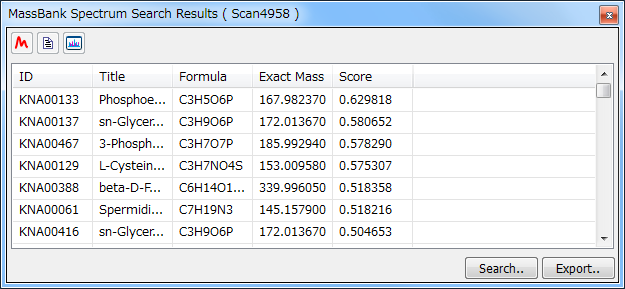 MassBank Spectrum Search Results ( Scan4958 )
ID Title Formula Exact Mass Score
KNA00133 Phosphoe... C3H5O6P 167.982370 0.629818
KNA00137 sn-Glycer... C3H9O6P 172.013670 0.580652
KNA00467 3-Phosph... C3H7O7P 185.992940 0.578290
KNA00129 L-Cystein... C3H7NO4S 153.009580 0.575307
KNA00388 beta-D-F... C6H14O1... 339.996050 0.518358
KNA00061 Spermidi... C7H19N3 145.157900 0.518216
KNA00416 sn-Glycer... C3H9O6P 172.013670 0.504653
Search.. Export..